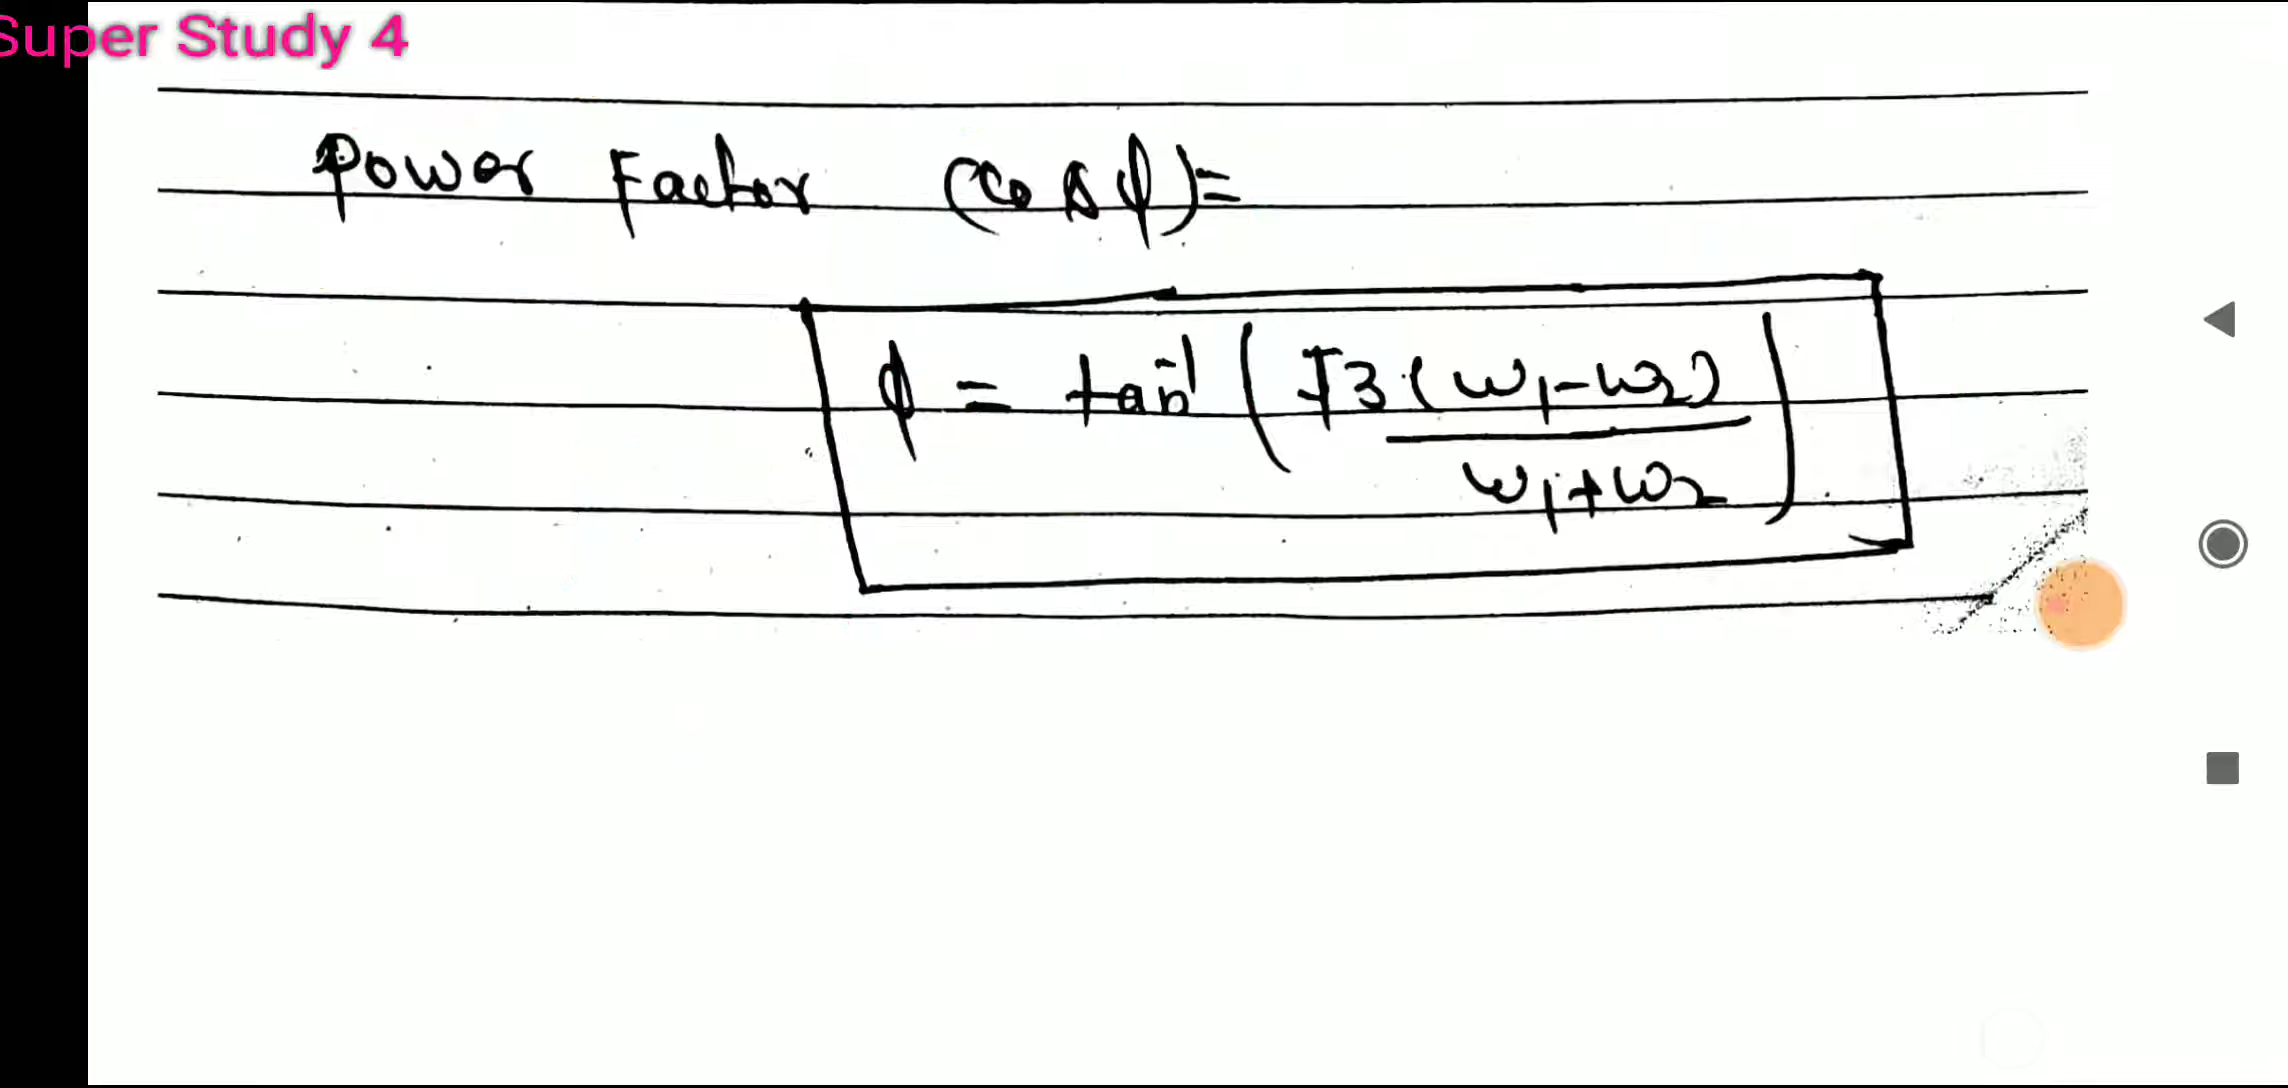 Super Study 4
Power Factor (cos ϕ)=
ϕ = tan⁻¹ ( √3 (W1-W2) / W1+W2 )